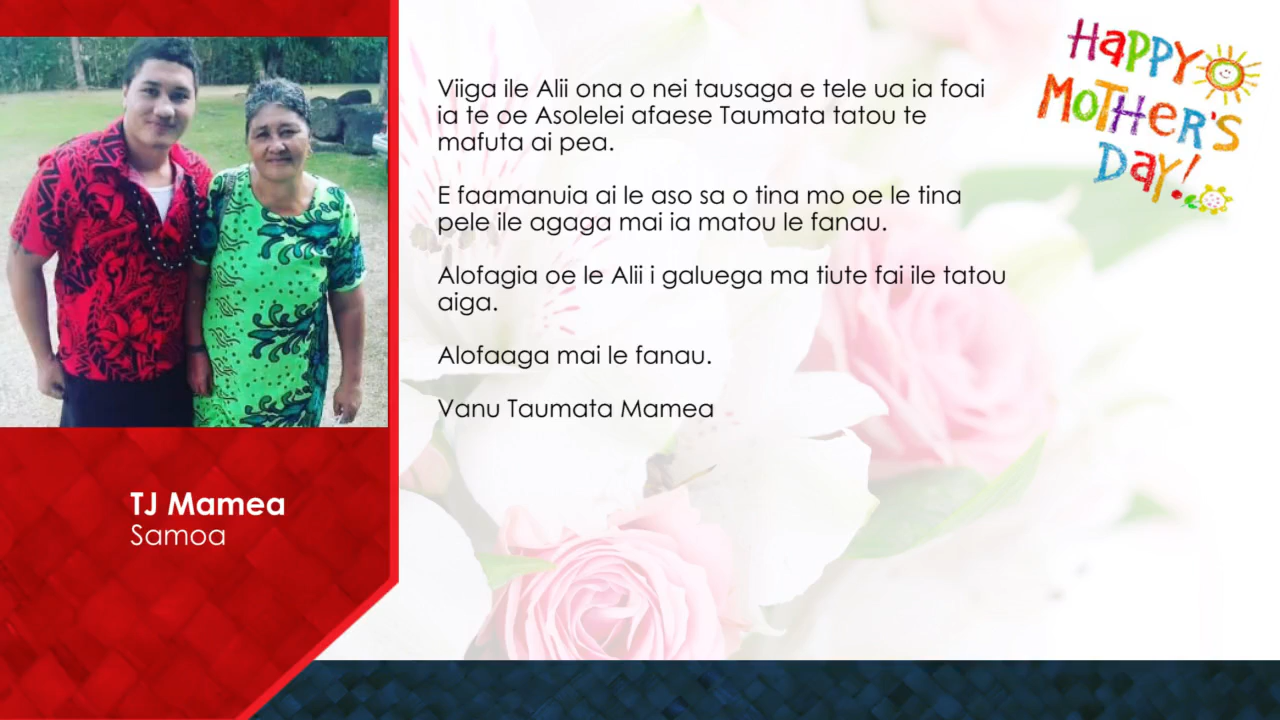 HAPPY
MOTHER'S
DAY!
Viiga ile Alii ona o nei tausaga e tele ua ia foai
ia te oe Asolelei afaese Taumata tatou te
mafuta ai pea.
E faamanuia ai le aso sa o tina mo oe le tina
pele ile agaga mai ia matou le fanau.
Alofagia oe le Alii i galuega ma tiute fai ile tatou
aiga.
Alofaaga mai le fanau.
Vanu Taumata Mamea
TJ Mamea
Samoa